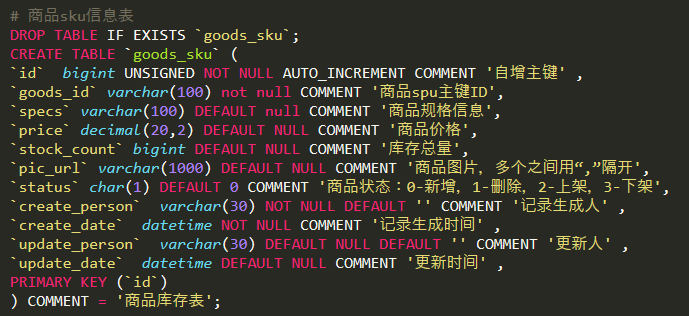 # 商品sku信息表
DROP TABLE IF EXISTS `goods_sku`;
CREATE TABLE `goods_sku` (
`id`  bigint UNSIGNED NOT NULL AUTO_INCREMENT COMMENT '自增主键' ,
`goods_id` varchar(100) not null COMMENT '商品spu主键ID',
`specs` varchar(100) DEFAULT null COMMENT '商品规格信息',
`price` decimal(20,2) DEFAULT NULL COMMENT '商品价格',
`stock_count` bigint DEFAULT NULL COMMENT '库存总量',
`pic_url` varchar(1000) DEFAULT NULL COMMENT '商品图片，多个之间用“,”隔开',
`status` char(1) DEFAULT 0 COMMENT '商品状态：0-新增，1-删除，2-上架，3-下架',
`create_person`  varchar(30) NOT NULL DEFAULT '' COMMENT '记录生成人' ,
`create_date`  datetime NOT NULL COMMENT '记录生成时间' ,
`update_person`  varchar(30) DEFAULT NULL DEFAULT '' COMMENT '更新人' ,
`update_date`  datetime DEFAULT NULL COMMENT '更新时间' ,
PRIMARY KEY (`id`)
) COMMENT = '商品库存表';